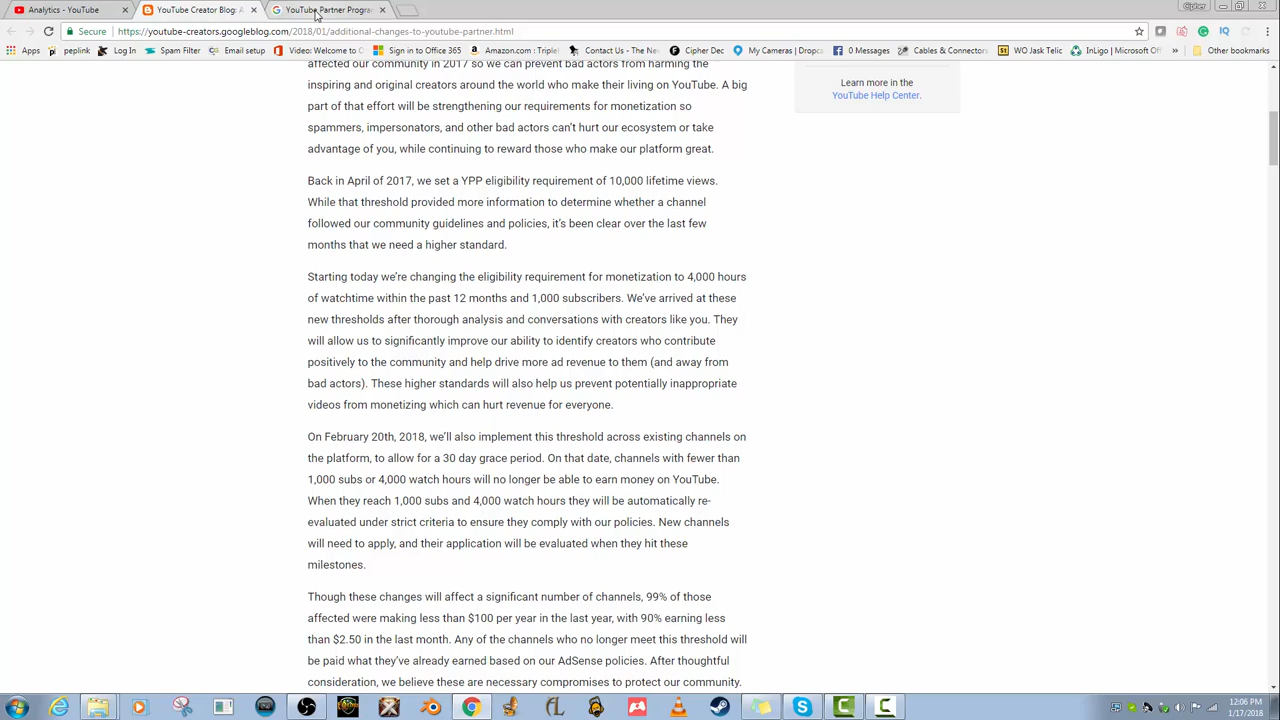 Analytics - YouTube
YouTube Creator Blog: A
YouTube Partner Progra
Cipher
Secure
https://youtube-creators.googleblog.com/2018/01/additional-changes-to-youtube-partner.html
Apps
peplink
Log In
Spam Filter
Email setup
Video: Welcome to O
Sign in to Office 365
Amazon.com: Triplet
Contact Us - The No
Cipher Dec
My Cameras | Dropc
0 Messages
Cables & Connectors
WO Jask Telic
InLigo | Microsoft Off
Other bookmarks
affected our community in 2017 so we can prevent bad actors from harming the
inspiring and original creators around the world who make their living on YouTube. A big
part of that effort will be strengthening our requirements for monetization so
spammers, impersonators, and other bad actors can't hurt our ecosystem or take
advantage of you, while continuing to reward those who make our platform great.
Learn more in the
YouTube Help Center.
Back in April of 2017, we set a YPP eligibility requirement of 10,000 lifetime views.
While that threshold provided more information to determine whether a channel
followed our community guidelines and policies, it's been clear over the last few
months that we need a higher standard.
Starting today we're changing the eligibility requirement for monetization to 4,000 hours
of watchtime within the past 12 months and 1,000 subscribers. We've arrived at these
new thresholds after thorough analysis and conversations with creators like you. They
will allow us to significantly improve our ability to identify creators who contribute
positively to the community and help drive more ad revenue to them (and away from
bad actors). These higher standards will also help us prevent potentially inappropriate
videos from monetizing which can hurt revenue for everyone.
On February 20th, 2018, we'll also implement this threshold across existing channels on
the platform, to allow for a 30 day grace period. On that date, channels with fewer than
1,000 subs or 4,000 watch hours will no longer be able to earn money on YouTube.
When they reach 1,000 subs and 4,000 watch hours they will be automatically re-
evaluated under strict criteria to ensure they comply with our policies. New channels
will need to apply, and their application will be evaluated when they hit these
milestones.
Though these changes will affect a significant number of channels, 99% of those
affected were making less than $100 per year in the last year, with 90% earning less
than $2.50 in the last month. Any of the channels who no longer meet this threshold will
be paid what they've already earned based on our AdSense policies. After thoughtful
consideration, we believe these are necessary compromises to protect our community.
12:06 PM
1/17/2018